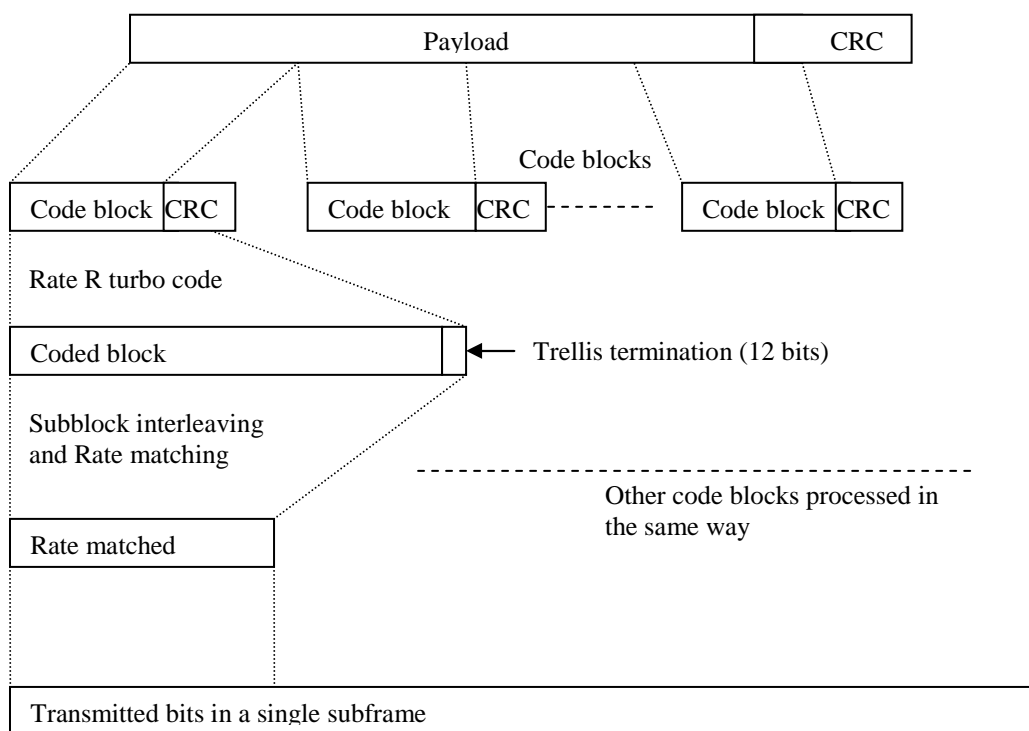 Payload
CRC
Code blocks
Code block
CRC
Code block
CRC
Code block
CRC
Rate R turbo code
Coded block
Trellis termination (12 bits)
Subblock interleaving
and Rate matching
Other code blocks processed in
the same way
Rate matched
Transmitted bits in a single subframe